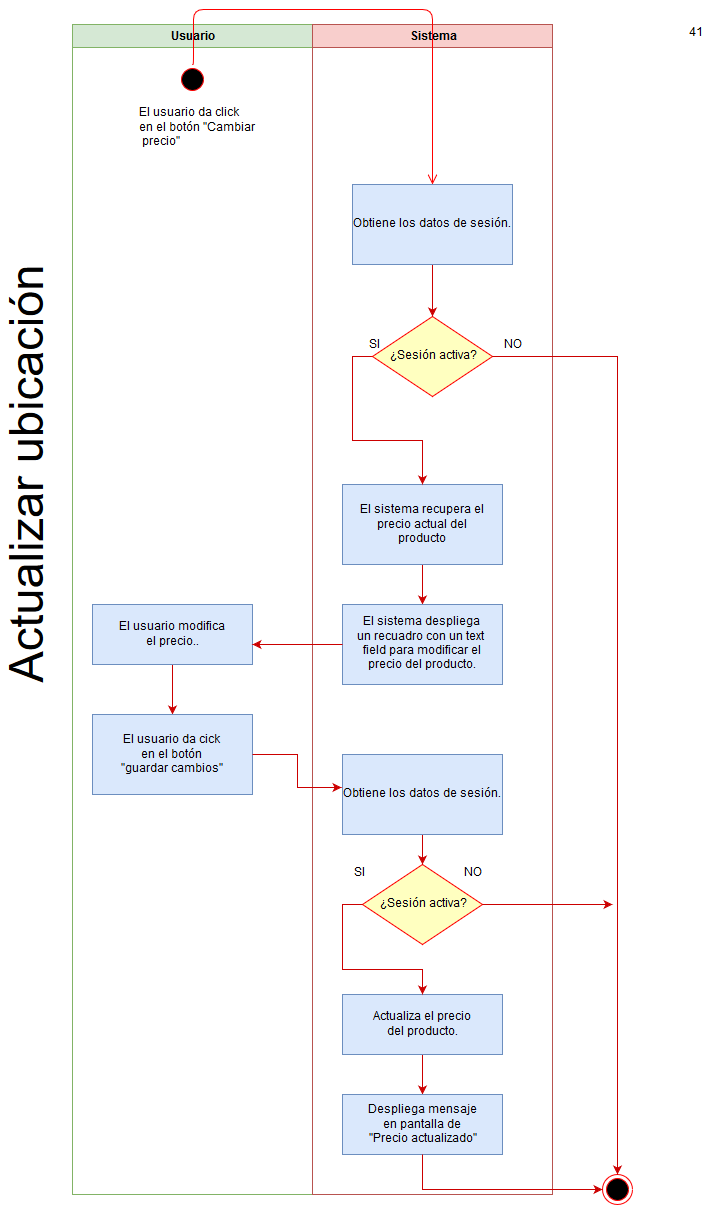 41
Usuario
Sistema
El usuario da click
en el botón "Cambiar
precio"
Actualizar ubicación
Obtiene los datos de sesión.
¿Sesión activa?
SI
NO
El sistema recupera el
precio actual del
producto
El sistema despliega
un recuadro con un text
field para modificar el
precio del producto.
El usuario modifica
el precio..
El usuario da cick
en el botón
"guardar cambios"
Obtiene los datos de sesión.
SI
NO
¿Sesión activa?
Actualiza el precio
del producto.
Despliega mensaje
en pantalla de
"Precio actualizado"